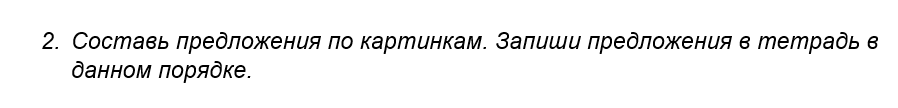 2. Составь предложения по картинкам. Запиши предложения в тетрадь в
данном порядке.